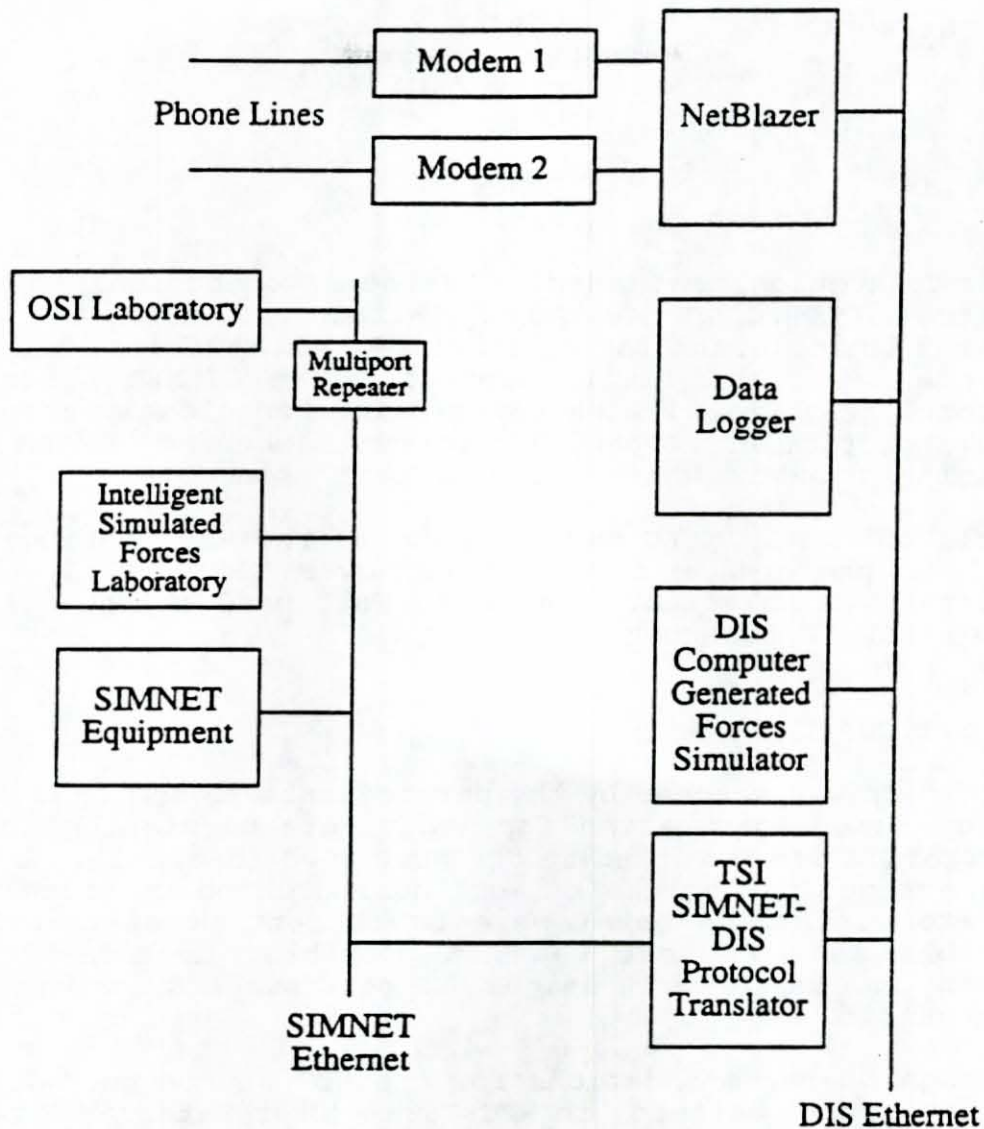 Modem 1
NetBlazer
Phone Lines
Modem 2
OSI Laboratory
Multiport
Repeater
Data
Logger
Intelligent
Simulated
Forces
Laboratory
DIS
Computer
Generated
Forces
Simulator
SIMNET
Equipment
TSI
SIMNET-
DIS
Protocol
Translator
SIMNET
Ethernet
DIS Ethernet